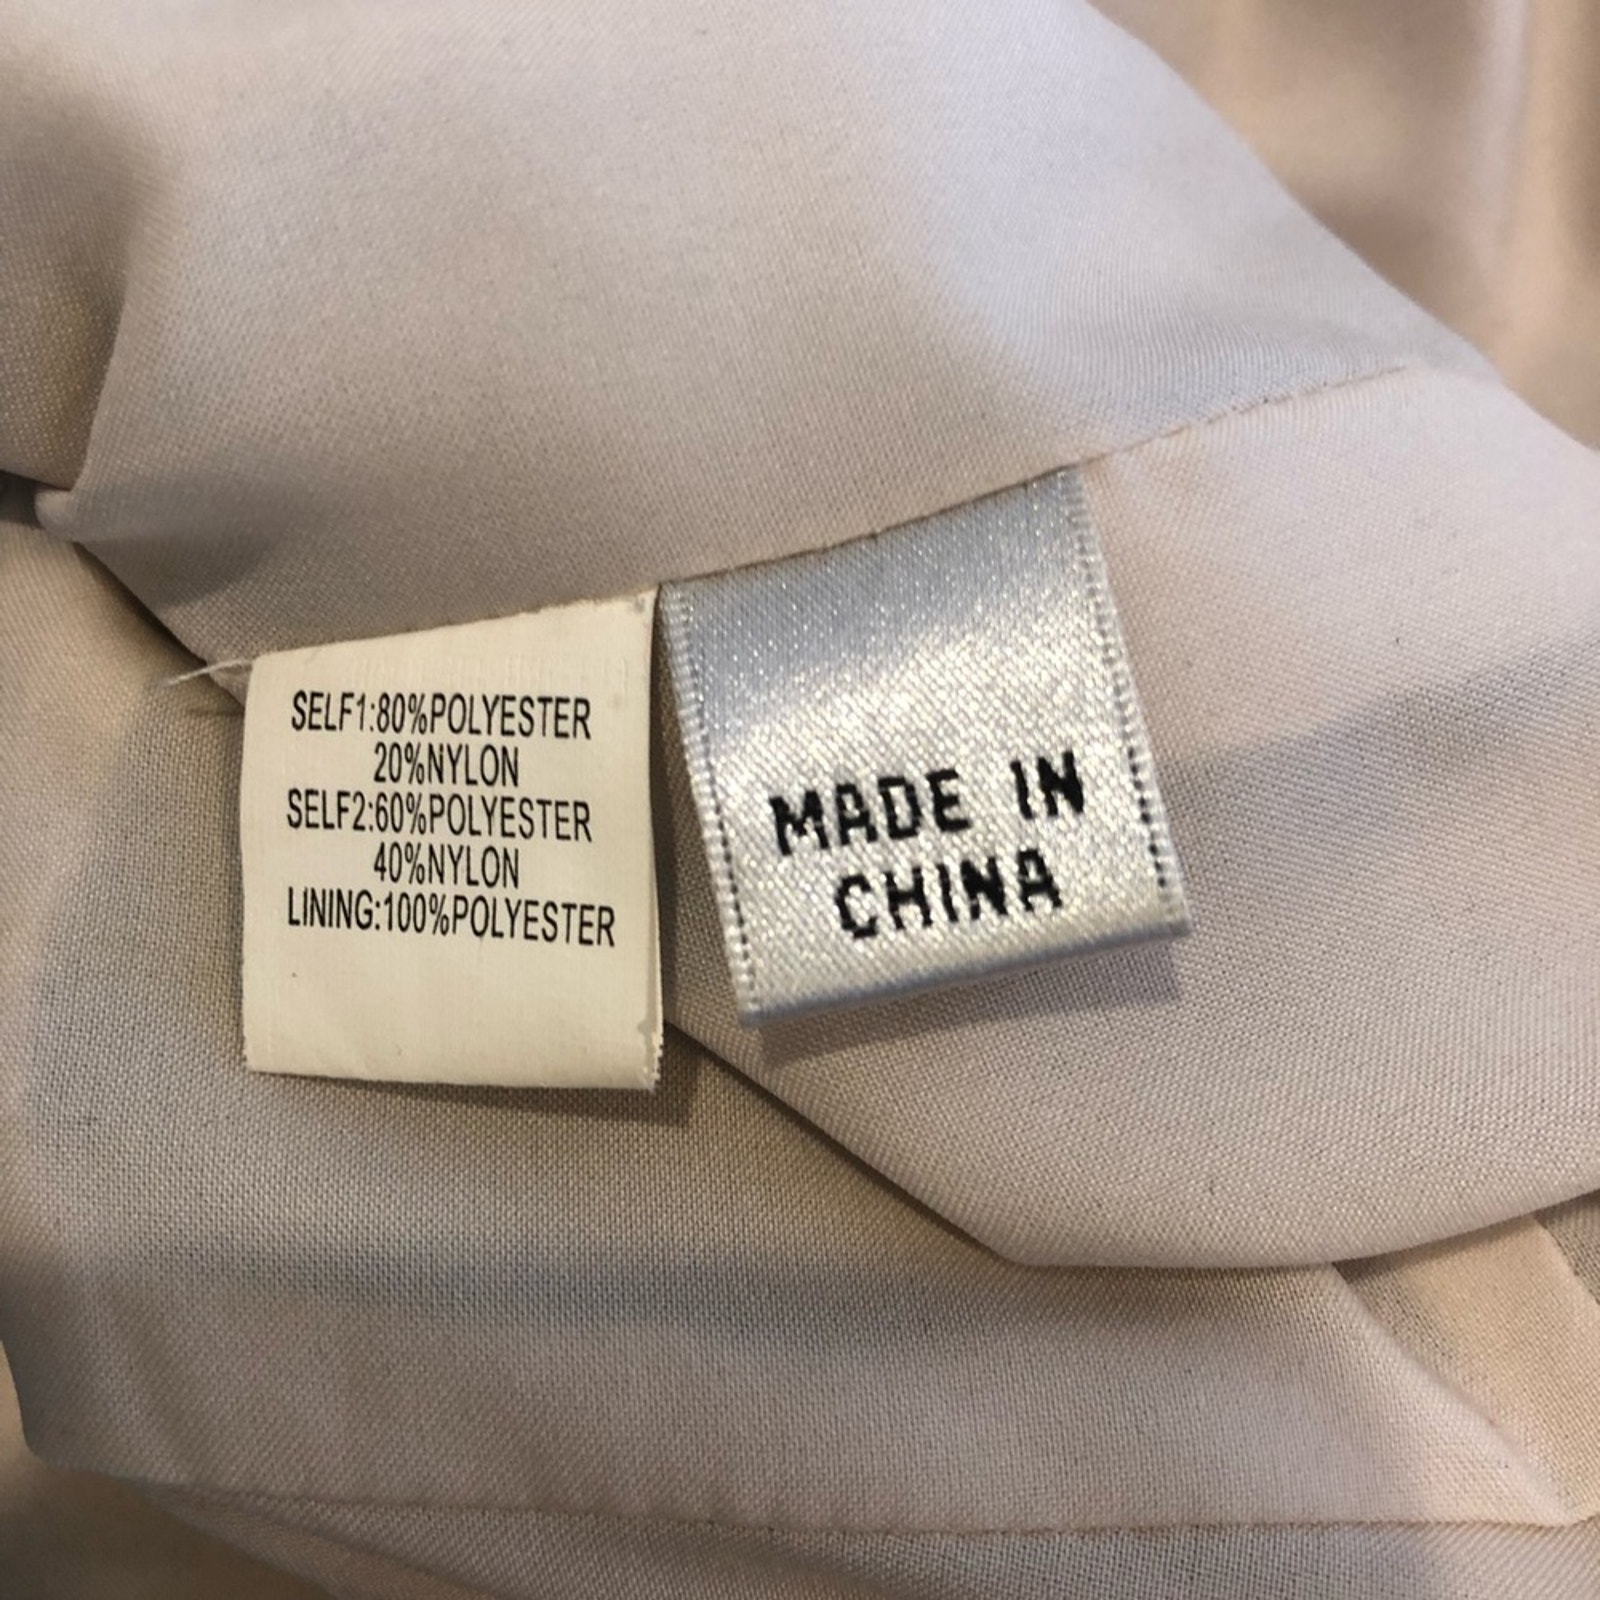 SELF1:80%POLYESTER
20%NYLON
SELF2:60%POLYESTER
40%NYLON
LINING:100%POLYESTER
MADE IN
CHINA